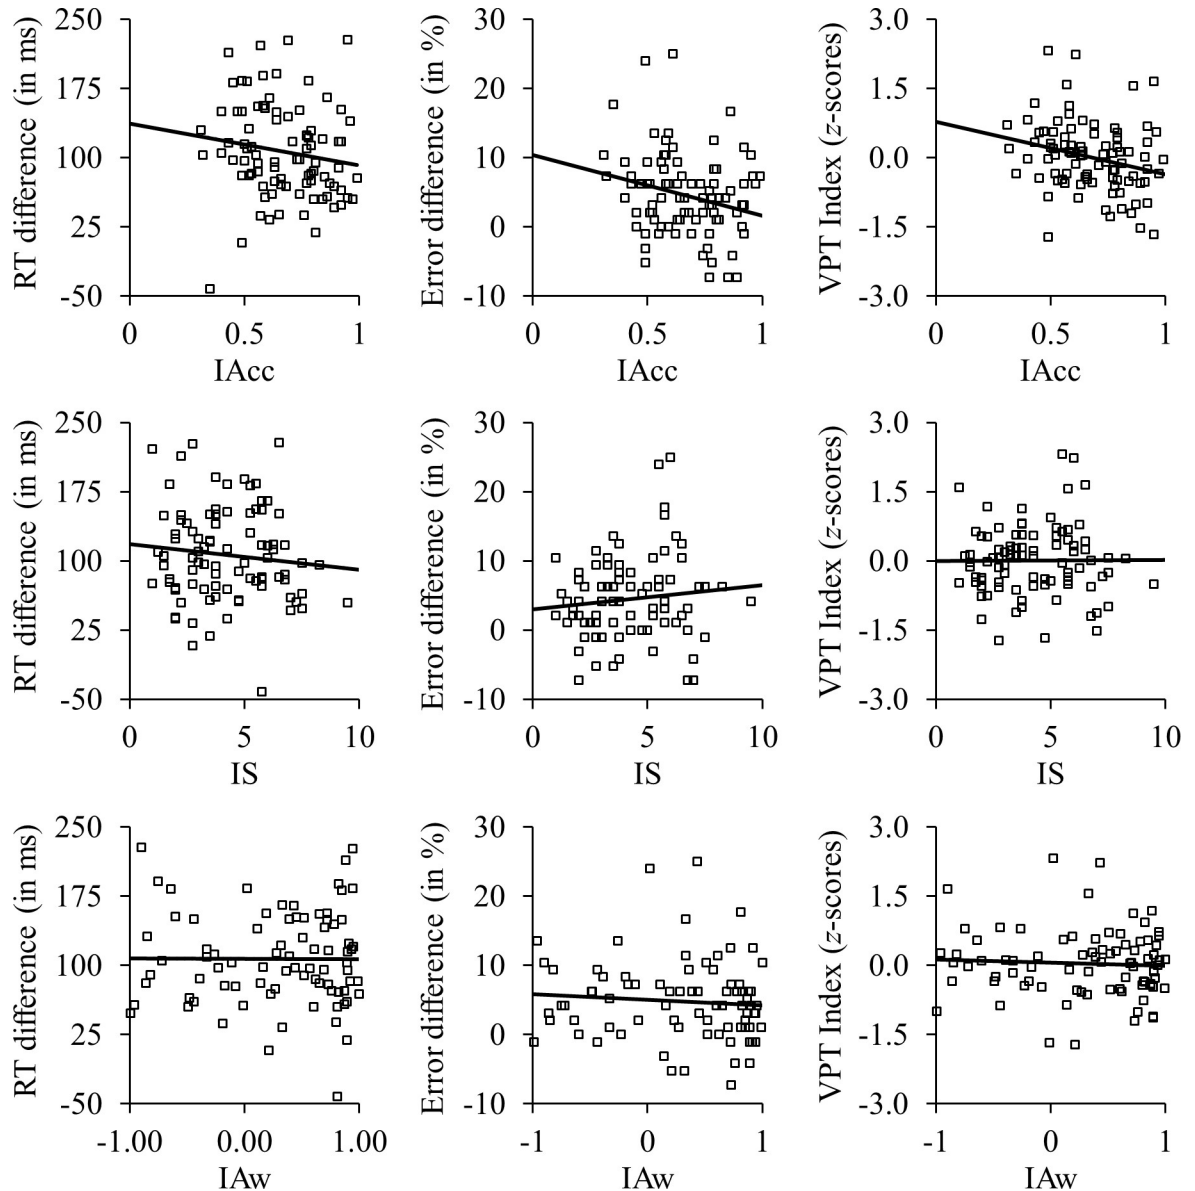 RT difference (in ms)
250
175
100
25
-50
0 0.5 1
IAcc
Error difference (in %)
30
20
10
0
-10
0 0.5 1
IAcc
VPT Index (z-scores)
3.0
1.5
0.0
-1.5
-3.0
0 0.5 1
IAcc
RT difference (in ms)
250
175
100
25
-50
0 5 10
IS
Error difference (in %)
30
20
10
0
-10
0 5 10
IS
VPT Index (z-scores)
3.0
1.5
0.0
-1.5
-3.0
0 5 10
IS
RT difference (in ms)
250
175
100
25
-50
-1.00 0.00 1.00
IAw
Error difference (in %)
30
20
10
0
-10
-1 0 1
IAw
VPT Index (z-scores)
3.0
1.5
0.0
-1.5
-3.0
-1 0 1
IAw